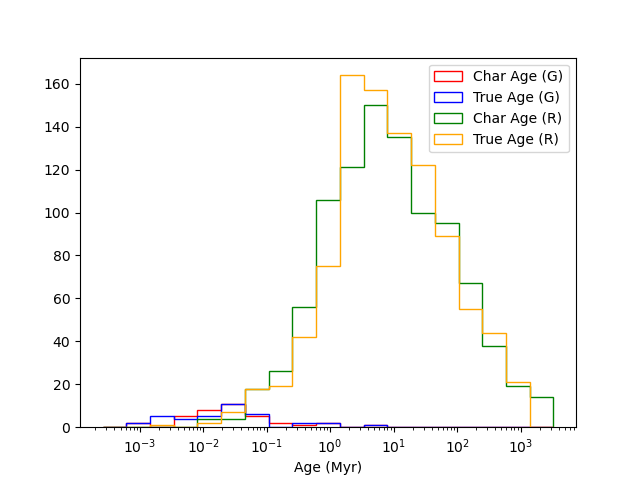 160
140
120
100
80
60
40
20
0
Char Age (G)
True Age (G)
Char Age (R)
True Age (R)
10⁻³ 10⁻² 10⁻¹ 10⁰ 10¹ 10² 10³
Age (Myr)